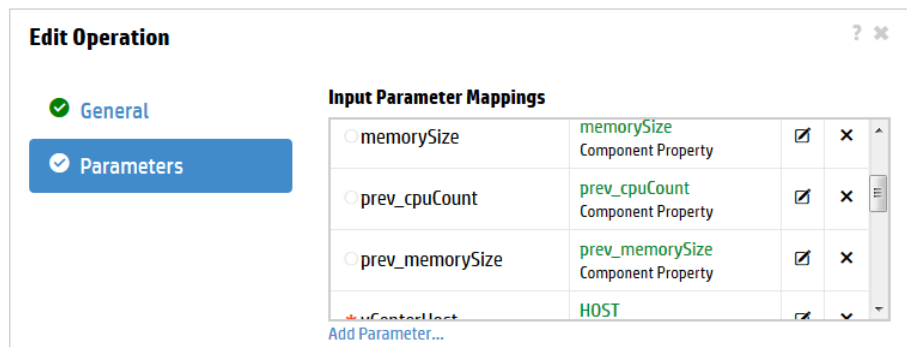 Edit Operation
? ×
General
Parameters
Input Parameter Mappings
memorySize
memorySize
Component Property
prev_cpuCount
prev_cpuCount
Component Property
prev_memorySize
prev_memorySize
Component Property
* vCenterHost
HOST
Add Parameter...